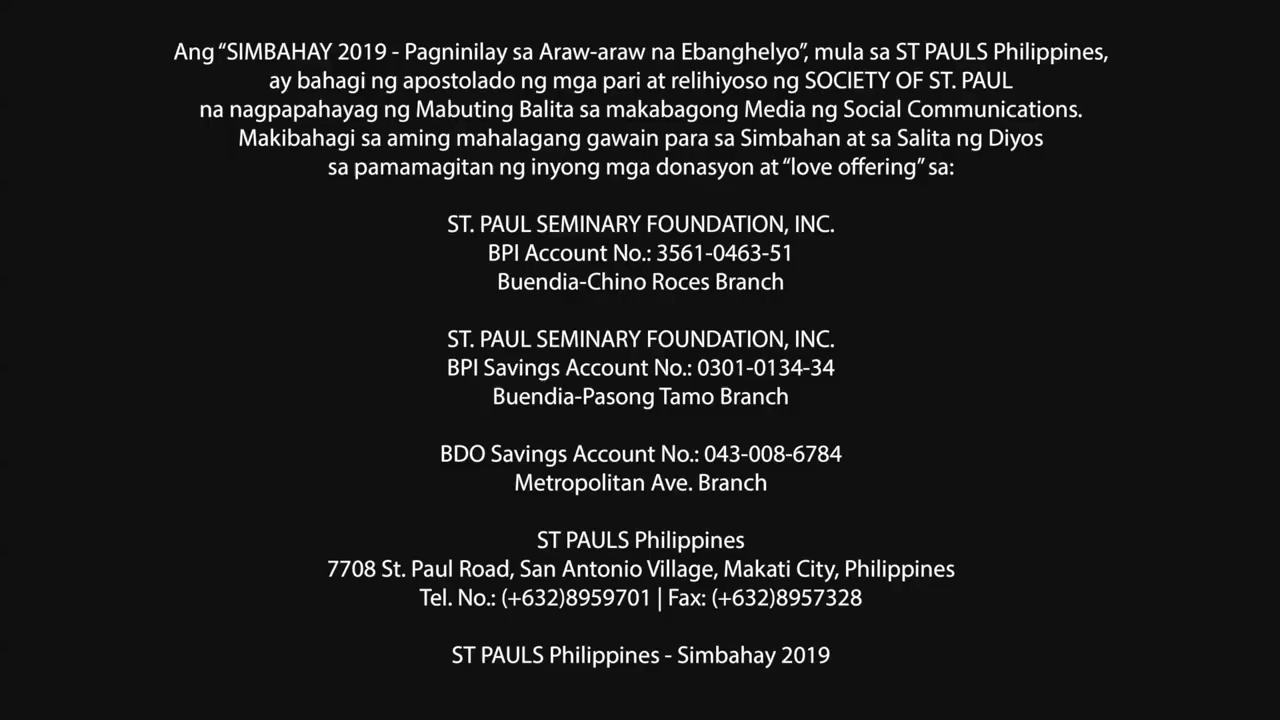 Ang “SIMBAHAY 2019 - Pagninilay sa Araw-araw na Ebanghelyo”, mula sa ST PAULS Philippines,
ay bahagi ng apostolado ng mga pari at relihiyoso ng SOCIETY OF ST. PAUL
na nagpapahayag ng Mabuting Balita sa makabagong Media ng Social Communications.
Makibahagi sa aming mahalagang gawain para sa Simbahan at sa Salita ng Diyos
sa pamamagitan ng inyong mga donasyon at “love offering” sa:
ST. PAUL SEMINARY FOUNDATION, INC.
BPI Account No.: 3561-0463-51
Buendia-Chino Roces Branch
ST. PAUL SEMINARY FOUNDATION, INC.
BPI Savings Account No.: 0301-0134-34
Buendia-Pasong Tamo Branch
BDO Savings Account No.: 043-008-6784
Metropolitan Ave. Branch
ST PAULS Philippines
7708 St. Paul Road, San Antonio Village, Makati City, Philippines
Tel. No.: (+632)8959701 | Fax: (+632)8957328
ST PAULS Philippines - Simbahay 2019